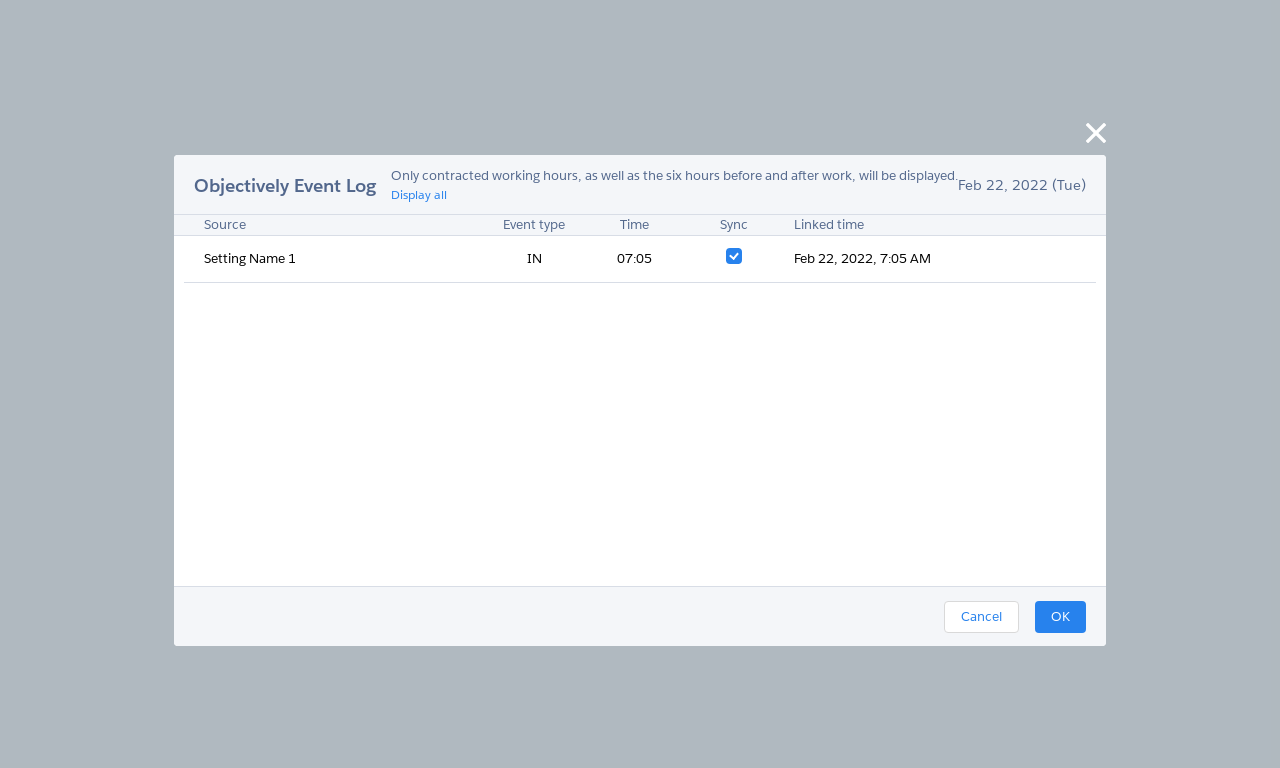 Objectively Event Log
Only contracted working hours, as well as the six hours before and after work, will be displayed.
Display all
Feb 22, 2022 (Tue)
Source Event type Time Sync Linked time
Setting Name 1 IN 07:05 Feb 22, 2022, 7:05 AM
Cancel OK